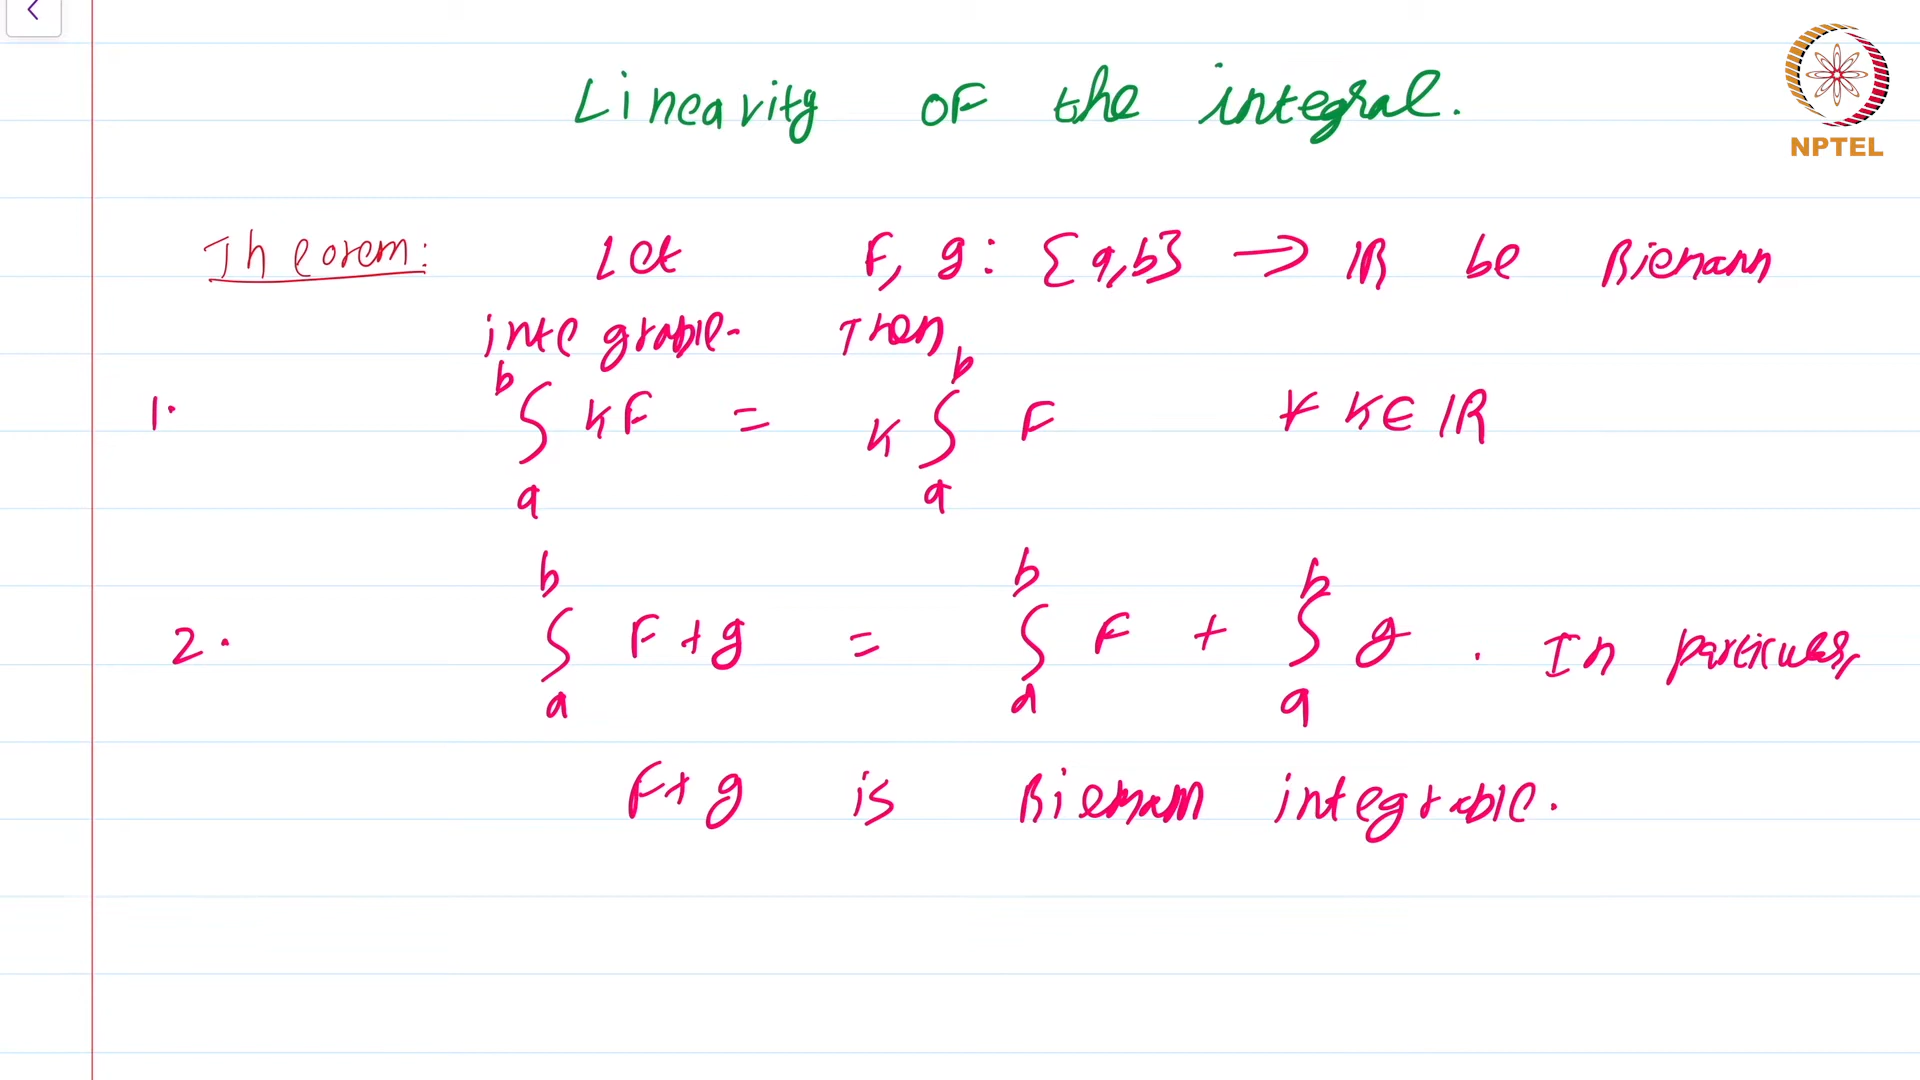 Linearity of the integral.
NPTEL
Theorem: Let F, g: {a,b} → ℝ be Riemann
integrable. Then,
1. ∫_a^b kF = k ∫_a^b F ∀ k ∈ ℝ
2. ∫_a^b F+g = ∫_a^b F + ∫_a^b g . In particular,
F+g is Riemann integrable.